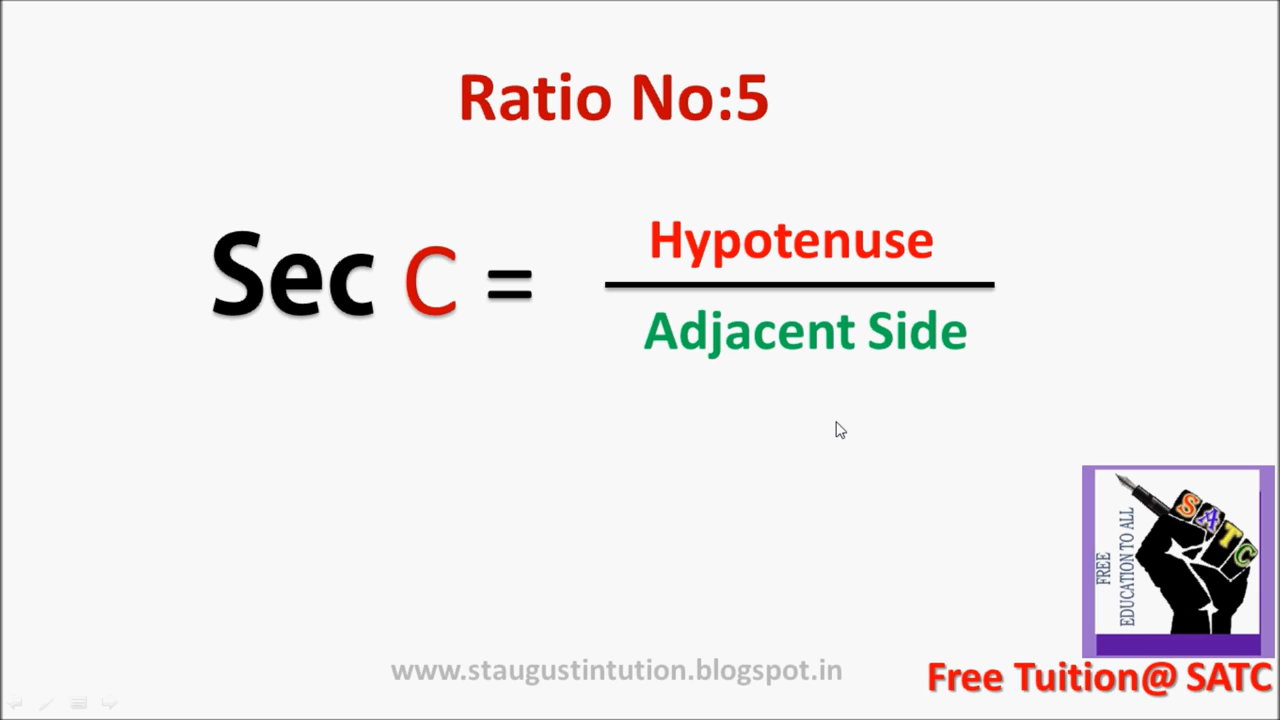 Ratio No:5
Sec C =
Hypotenuse
Adjacent Side
FREE
EDUCATION TO ALL
SATC
www.staugustintution.blogspot.in
Free Tuition@ SATC